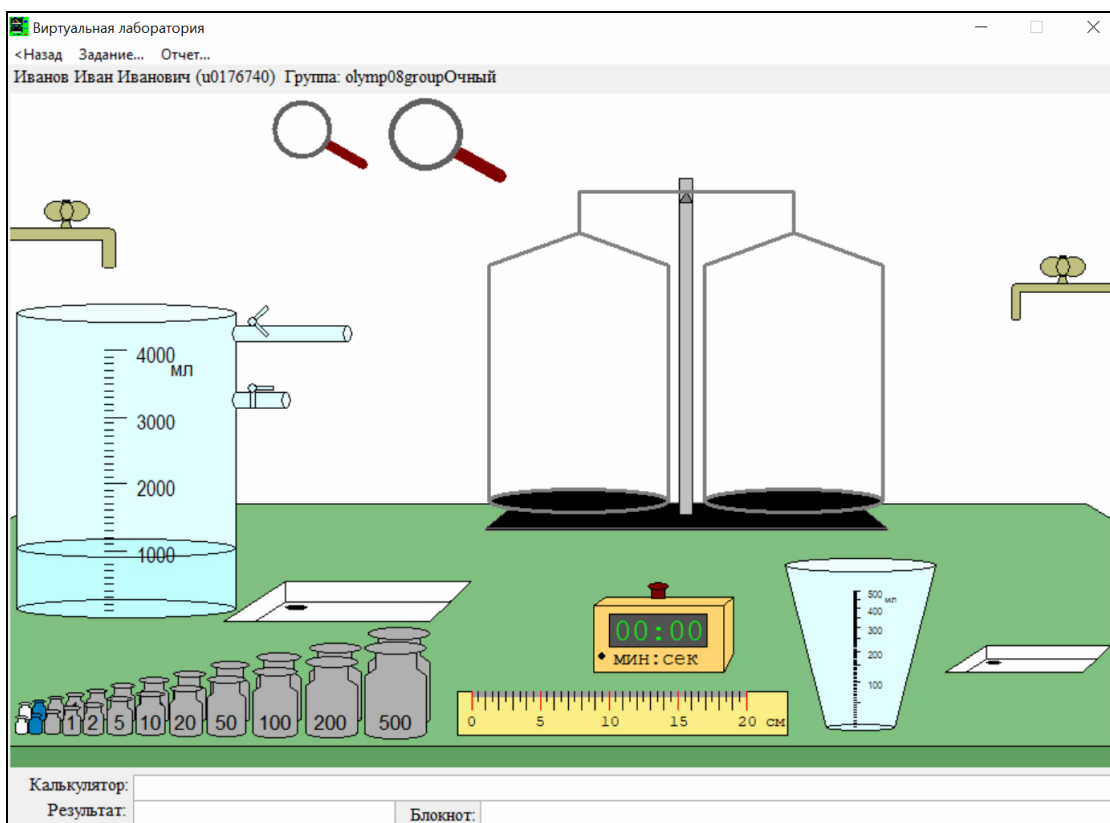 Виртуальная лаборатория
<Назад Задание... Отчет...
Иванов Иван Иванович (u0176740) Группа: olymp08groupОчный
4000
мл
3000
2000
1000
500 мл
400
300
200
100
00:00
мин:сек
1 2 5 10 20 50 100 200 500
0 5 10 15 20 см
Калькулятор:
Результат: Блокнот: